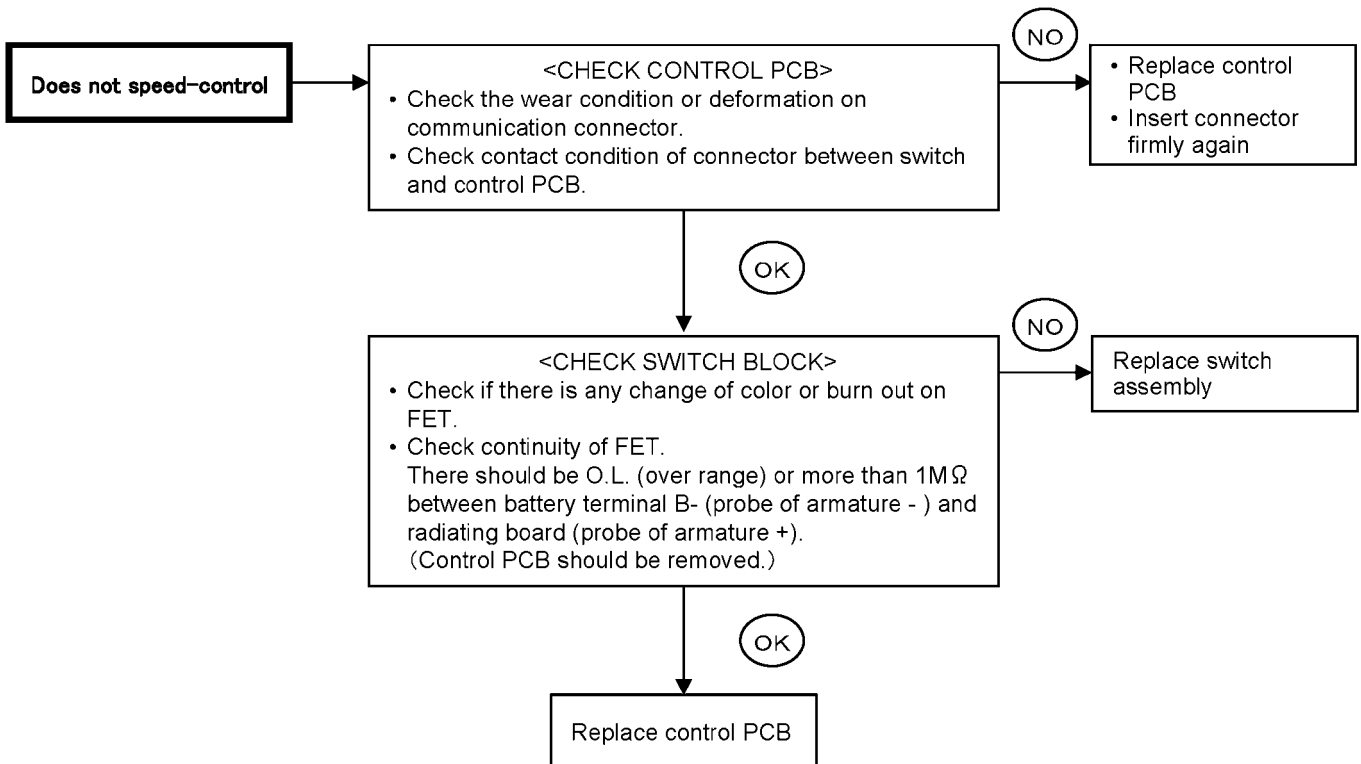 Does not speed-control
<CHECK CONTROL PCB>
• Check the wear condition or deformation on
communication connector.
• Check contact condition of connector between switch
and control PCB.
NO
• Replace control
PCB
• Insert connector
firmly again
OK
<CHECK SWITCH BLOCK>
• Check if there is any change of color or burn out on
FET.
• Check continuity of FET.
There should be O.L. (over range) or more than 1MΩ
between battery terminal B- (probe of armature - ) and
radiating board (probe of armature +).
(Control PCB should be removed.)
NO
Replace switch
assembly
OK
Replace control PCB